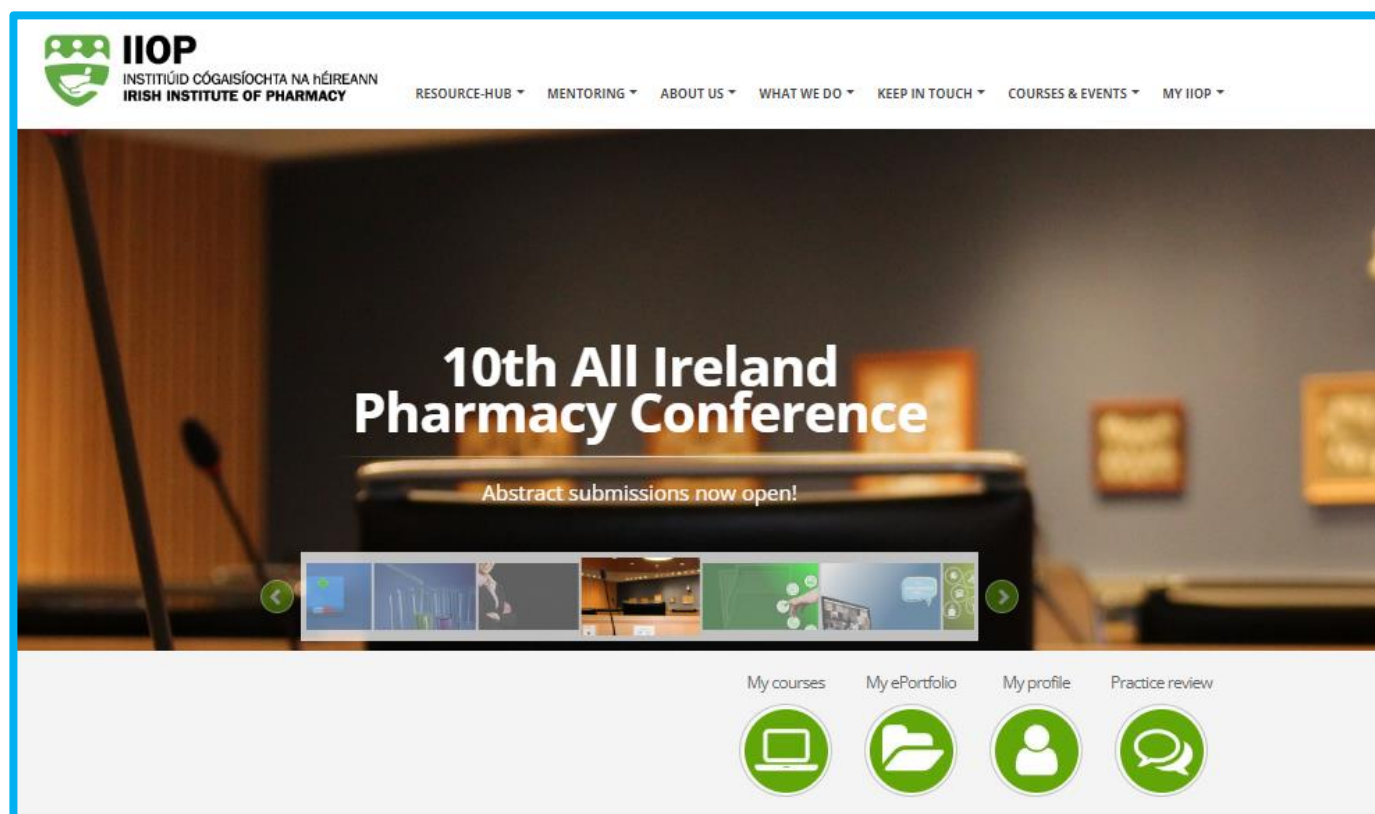 IIOP
INSTITIÚID CÓGAISÍOCHTA NA hÉIREANN
IRISH INSTITUTE OF PHARMACY
RESOURCE-HUB MENTORING ABOUT US WHAT WE DO KEEP IN TOUCH COURSES & EVENTS MY IIOP
10th All Ireland
Pharmacy Conference
Abstract submissions now open!
My courses My ePortfolio My profile Practice review